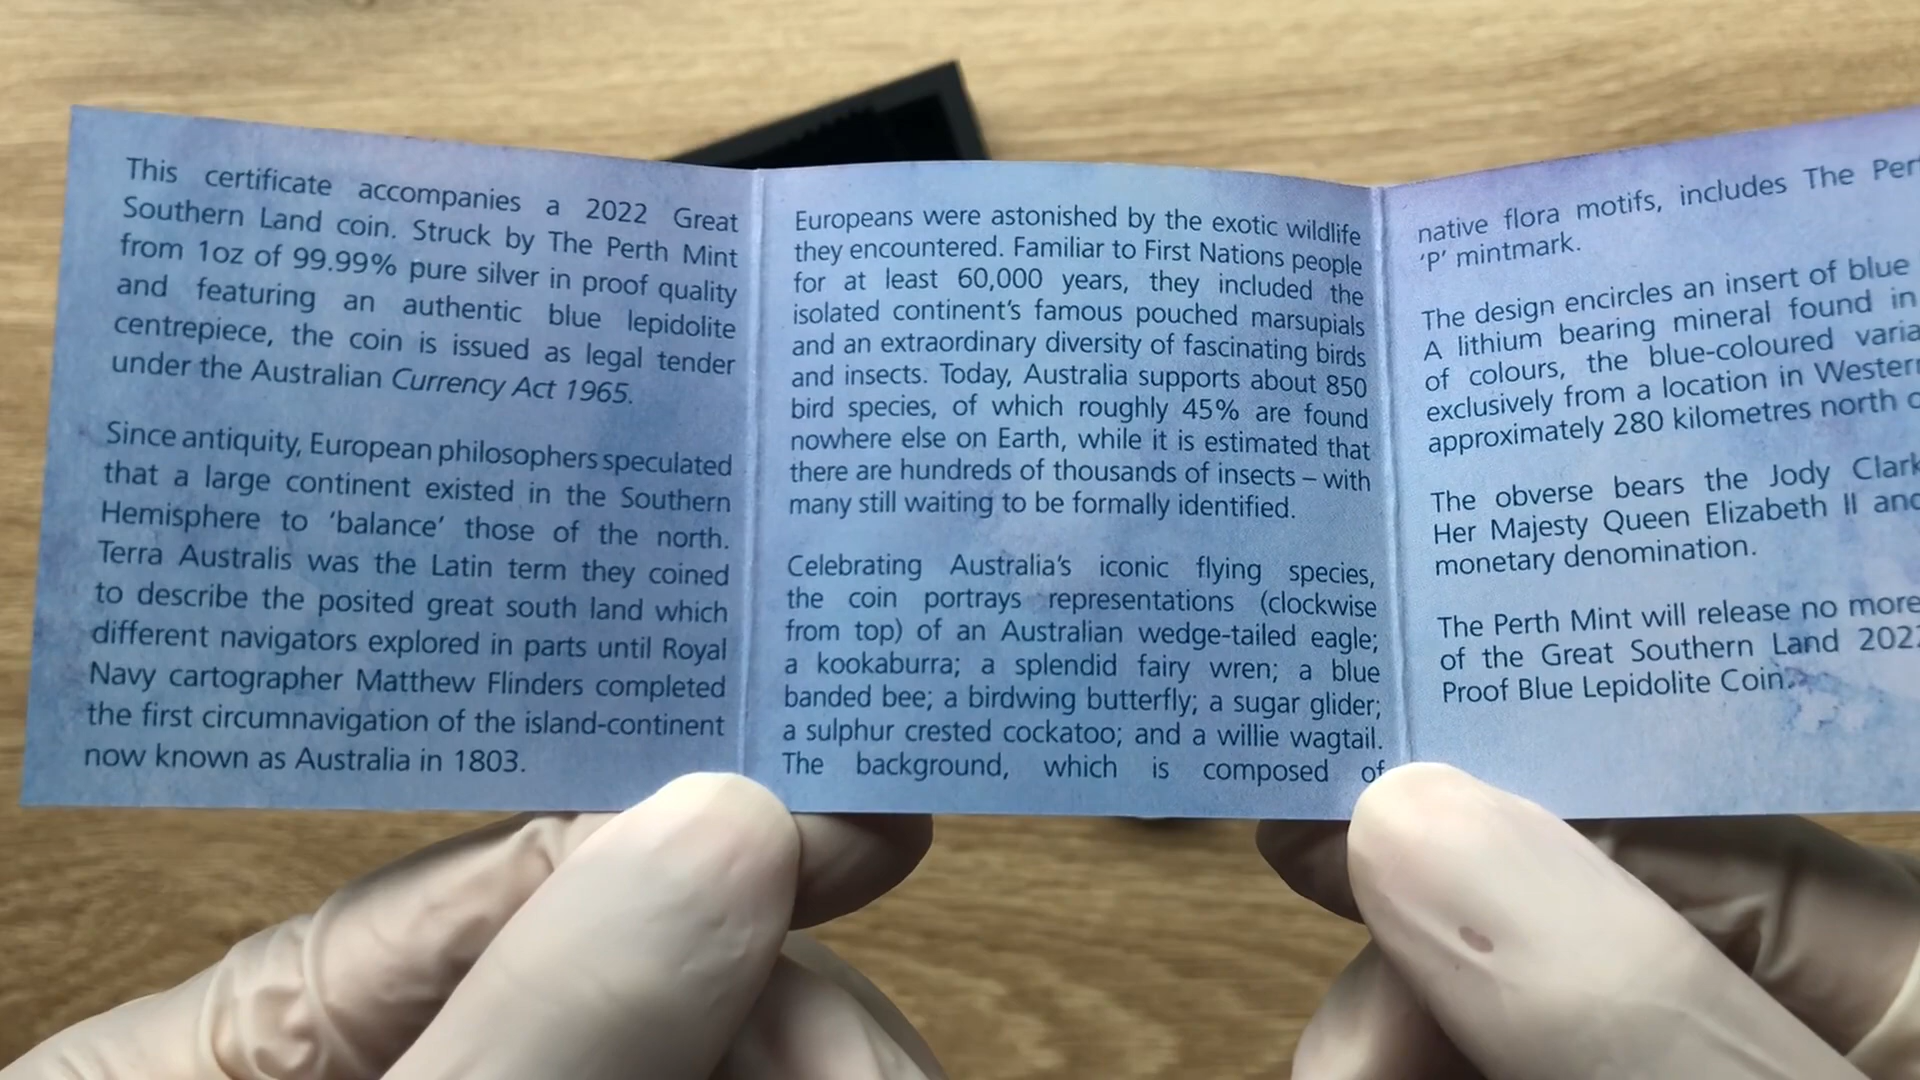 This certificate accompanies a 2022 Great
Southern Land coin. Struck by The Perth Mint
from 1oz of 99.99% pure silver in proof quality
and featuring an authentic blue lepidolite
centrepiece, the coin is issued as legal tender
under the Australian Currency Act 1965.
Since antiquity, European philosophers speculated
that a large continent existed in the Southern
Hemisphere to ‘balance’ those of the north.
Terra Australis was the Latin term they coined
to describe the posited great south land which
different navigators explored in parts until Royal
Navy cartographer Matthew Flinders completed
the first circumnavigation of the island-continent
now known as Australia in 1803.
Europeans were astonished by the exotic wildlife
they encountered. Familiar to First Nations people
for at least 60,000 years, they included the
isolated continent’s famous pouched marsupials
and an extraordinary diversity of fascinating birds
and insects. Today, Australia supports about 850
bird species, of which roughly 45% are found
nowhere else on Earth, while it is estimated that
there are hundreds of thousands of insects – with
many still waiting to be formally identified.
Celebrating Australia’s iconic flying species,
the coin portrays representations (clockwise
from top) of an Australian wedge-tailed eagle;
a kookaburra; a splendid fairy wren; a blue
banded bee; a birdwing butterfly; a sugar glider;
a sulphur crested cockatoo; and a willie wagtail.
The background, which is composed of
native flora motifs, includes The
‘P’ mintmark.
The design encircles an insert of blue
A lithium bearing mineral found in
of colours, the blue-coloured
exclusively from a location in
approximately 280 kilometres north
The obverse bears the Jody
Her Majesty Queen Elizabeth II and
monetary denomination.
The Perth Mint will release no more
of the Great Southern Land
Proof Blue Lepidolite Coin.